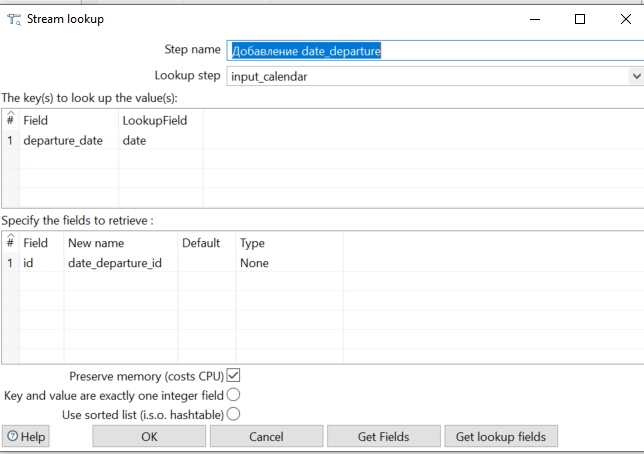 Stream lookup
Step name Добавление date_departure
Lookup step input_calendar
The key(s) to look up the value(s):
# Field LookupField
1 departure_date date
Specify the fields to retrieve :
# Field New name Default Type
1 id date_departure_id None
Preserve memory (costs CPU)
Key and value are exactly one integer field
Use sorted list (i.s.o. hashtable)
Help OK Cancel Get Fields Get lookup fields